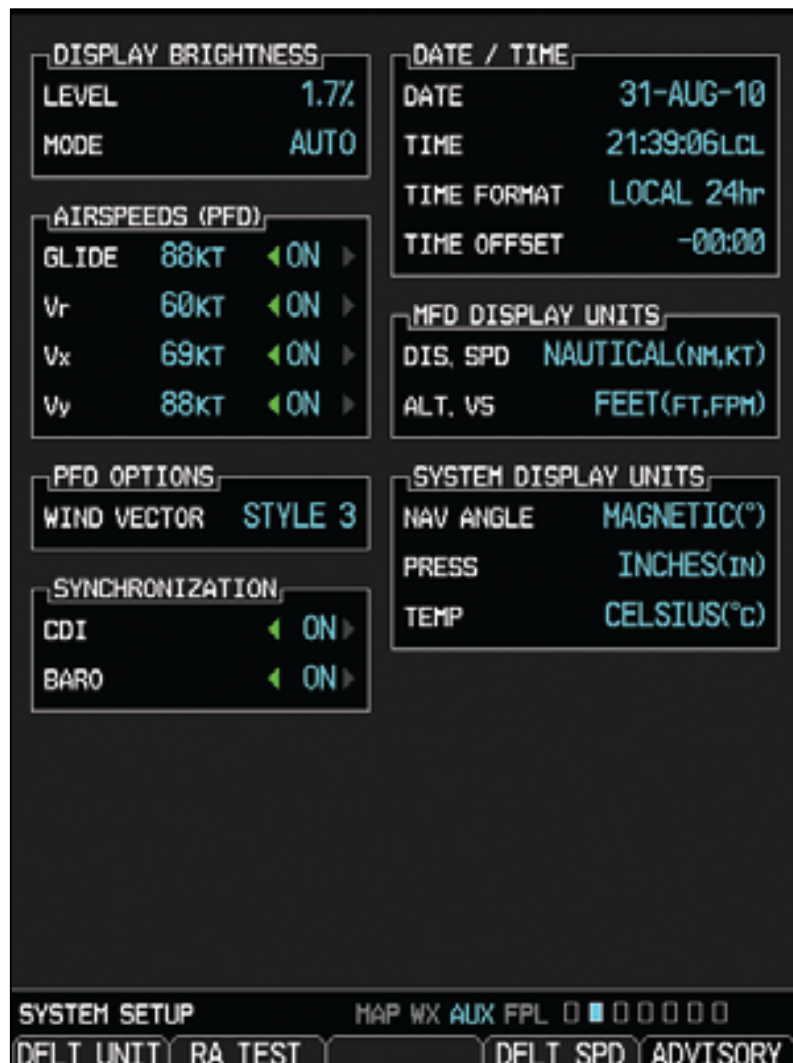 DISPLAY BRIGHTNESS
LEVEL 1.7%
MODE AUTO
AIRSPEEDS (PFD)
GLIDE 88KT ON
Vr 60KT ON
Vx 69KT ON
Vy 88KT ON
PFD OPTIONS
WIND VECTOR STYLE 3
SYNCHRONIZATION
CDI ON
BARO ON
DATE / TIME
DATE 31-AUG-10
TIME 21:39:06LCL
TIME FORMAT LOCAL 24hr
TIME OFFSET -00:00
MFD DISPLAY UNITS
DIS, SPD NAUTICAL(NM,KT)
ALT, VS FEET(FT,FPM)
SYSTEM DISPLAY UNITS
NAV ANGLE MAGNETIC(°)
PRESS INCHES(IN)
TEMP CELSIUS(°C)
SYSTEM SETUP MAP WX AUX FPL
DFLT UNIT RA TEST DFLT SPD ADVISORY